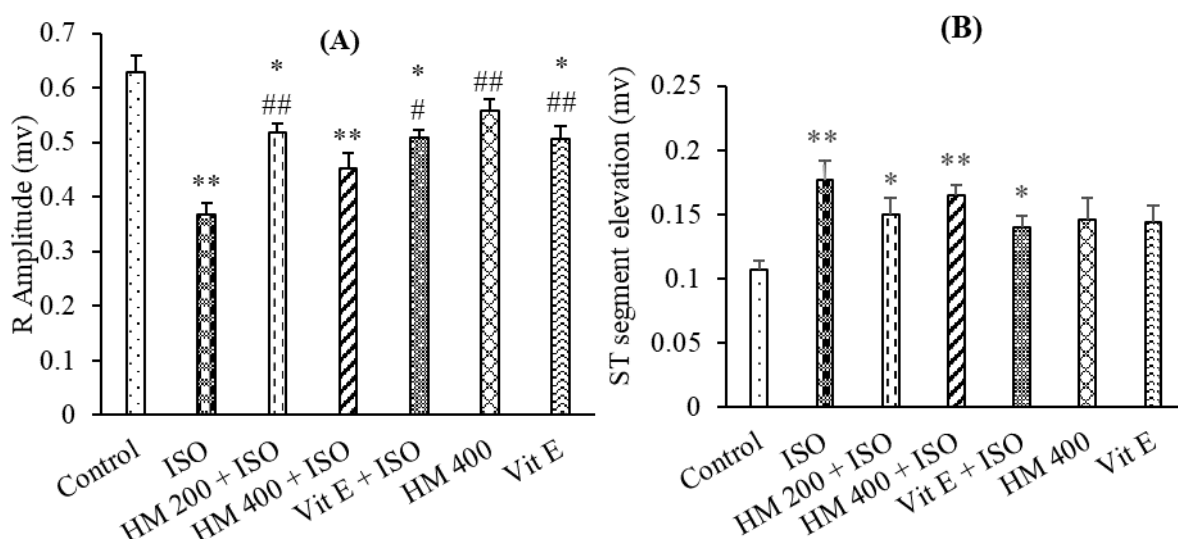 (A)
R Amplitude (mv)
0.7
0.6
0.5
0.4
0.3
0.2
0.1
0
**
*
##
**
*
#
##
*
##
Control
ISO
HM 200 + ISO
HM 400 + ISO
Vit E + ISO
HM 400
Vit E
(B)
ST segment elevation (mv)
0.25
0.2
0.15
0.1
0.05
0
**
*
**
*
Control
ISO
HM 200 + ISO
HM 400 + ISO
Vit E + ISO
HM 400
Vit E